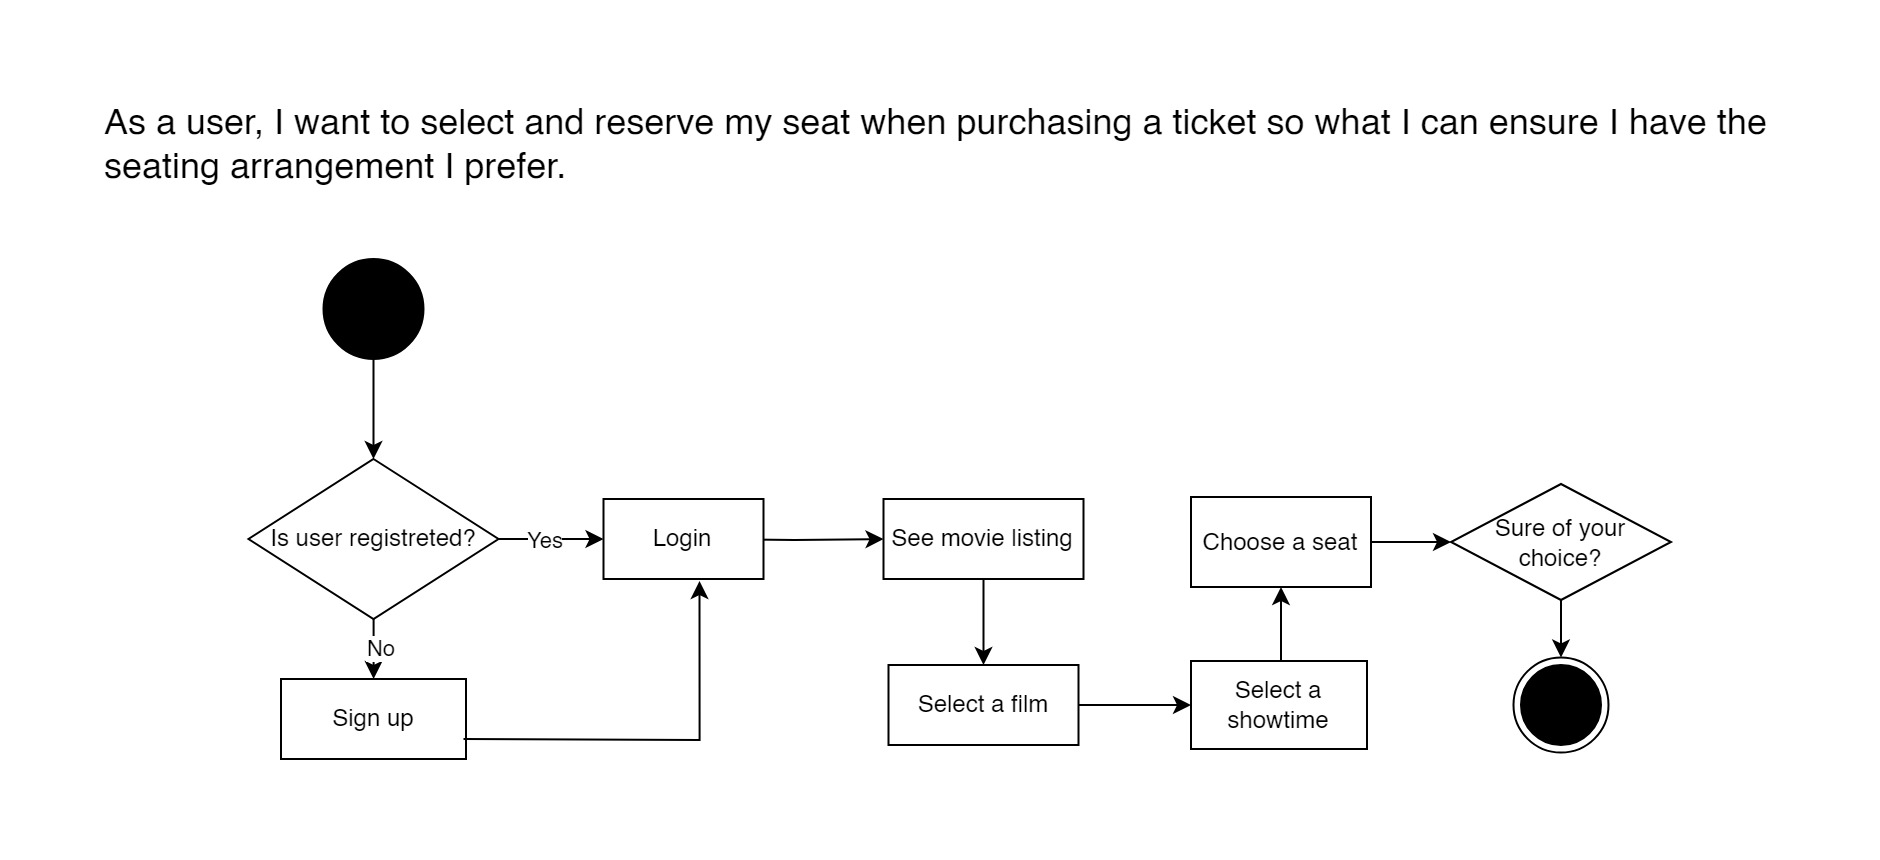 As a user, I want to select and reserve my seat when purchasing a ticket so what I can ensure I have the
seating arrangement I prefer.
Is user registreted?
Yes
Login
See movie listing
Choose a seat
Sure of your
choice?
No
Sign up
Select a film
Select a
showtime